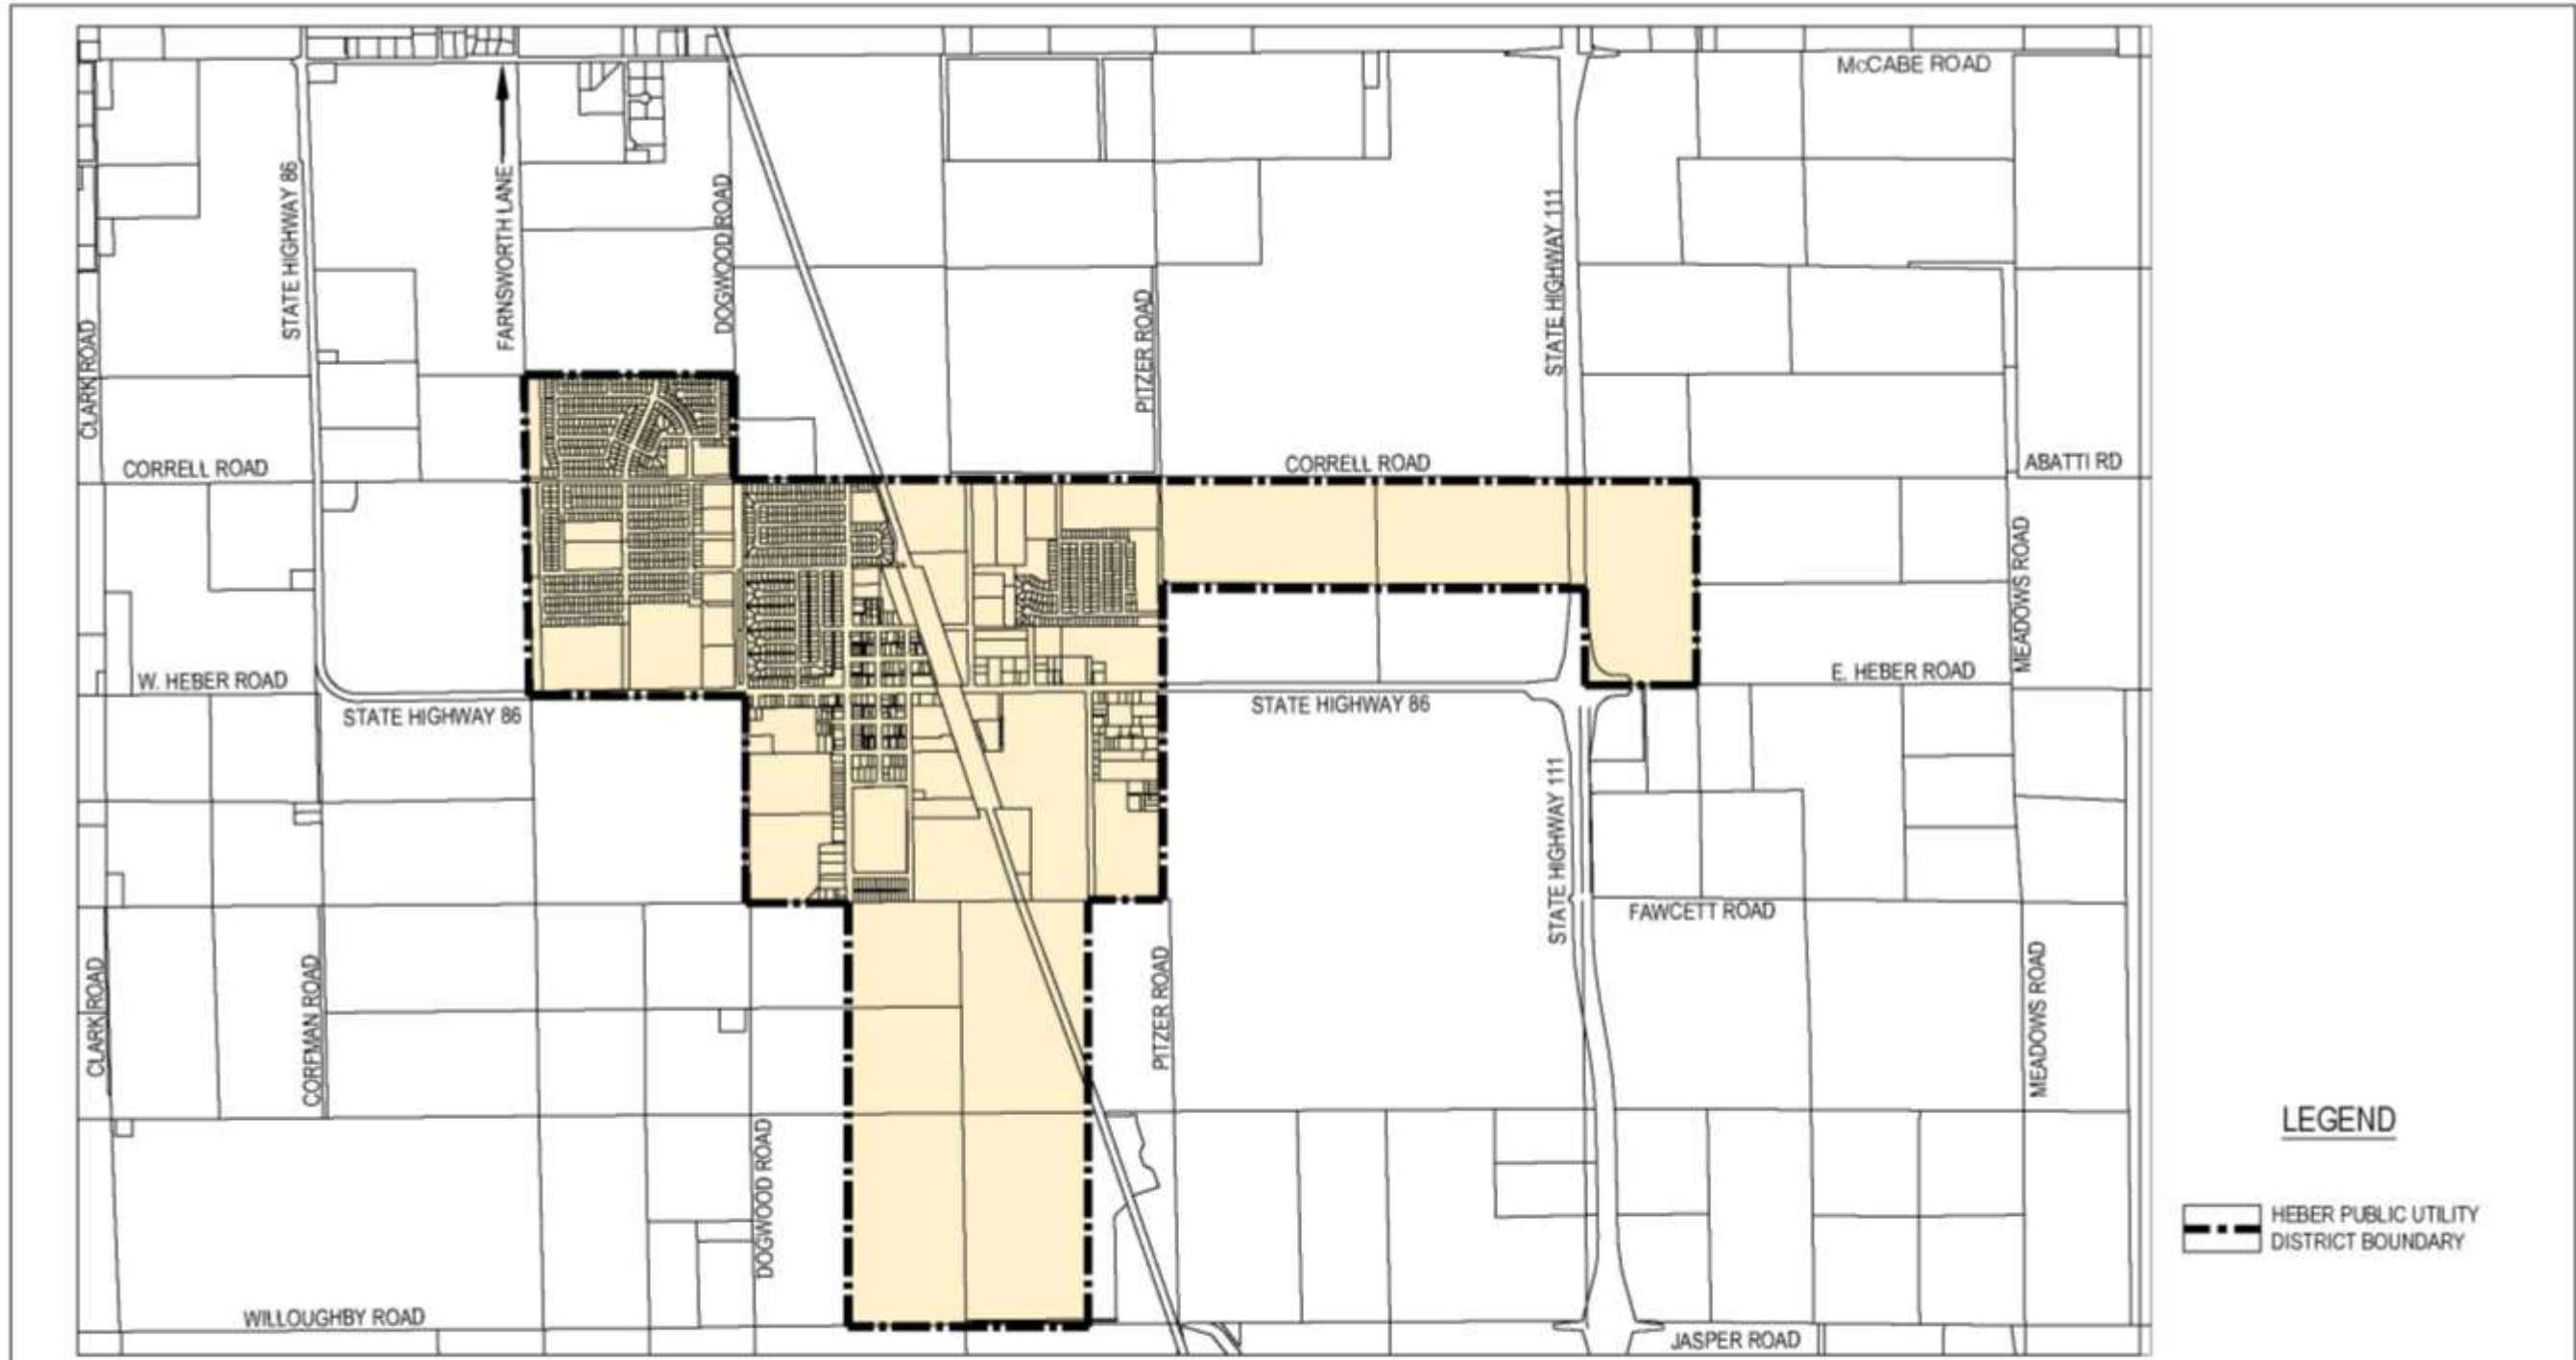 McCABE ROAD
STATE HIGHWAY 86
FARNSWORTH LANE
DOGWOOD ROAD
STATE HIGHWAY 111
CLARK ROAD
PITZER ROAD
CORRELL ROAD
CORRELL ROAD
ABATTI RD
MEADOWS ROAD
W. HEBER ROAD
E. HEBER ROAD
STATE HIGHWAY 86
STATE HIGHWAY 86
STATE HIGHWAY 111
FAWCETT ROAD
CLARK ROAD
CORFMAN ROAD
PITZER ROAD
MEADOWS ROAD
DOGWOOD ROAD
WILLOUGHBY ROAD
JASPER ROAD
LEGEND
HEBER PUBLIC UTILITY
DISTRICT BOUNDARY